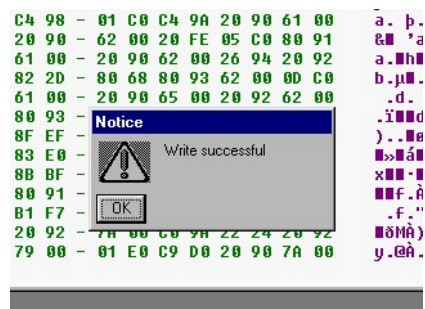 C4 98 - 01 C0 C4 9A 20 90 61 00 a. þ.
20 90 - 62 00 20 FE 05 C0 80 91
61 00 - 20 90 62 00 26 94 20 92
82 2D - 80 68 80 93 62 00 0D C0 b.µ
61 00 - 20 90 65 00 20 92 62 00 .d.
80 93 -
8F EF -
83 E0 -
8B BF -
80 91 -
B1 F7 -
20 92 -
79 00 - 01 E0 C9 D0 20 90 7A 00 y.@À.
Notice
Write successful
OK